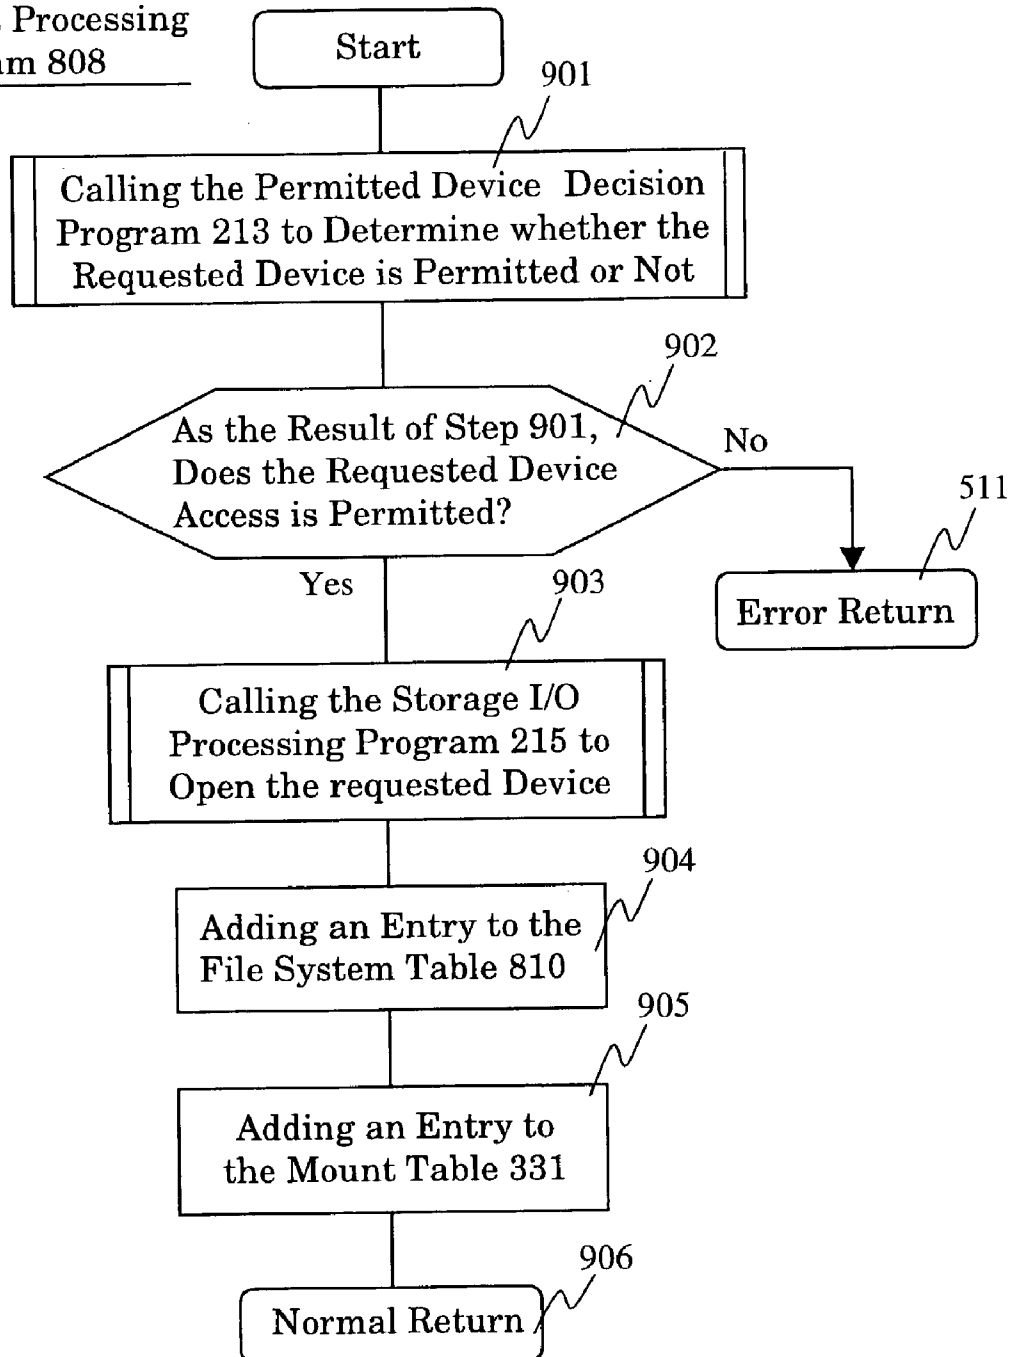 Processing
808
Start
901
Calling the Permitted Device Decision
Program 213 to Determine whether the
Requested Device is Permitted or Not
902
As the Result of Step 901,
Does the Requested Device
Access is Permitted?
No
511
Error Return
Yes
903
Calling the Storage I/O
Processing Program 215 to
Open the requested Device
904
Adding an Entry to the
File System Table 810
905
Adding an Entry to
the Mount Table 331
906
Normal Return